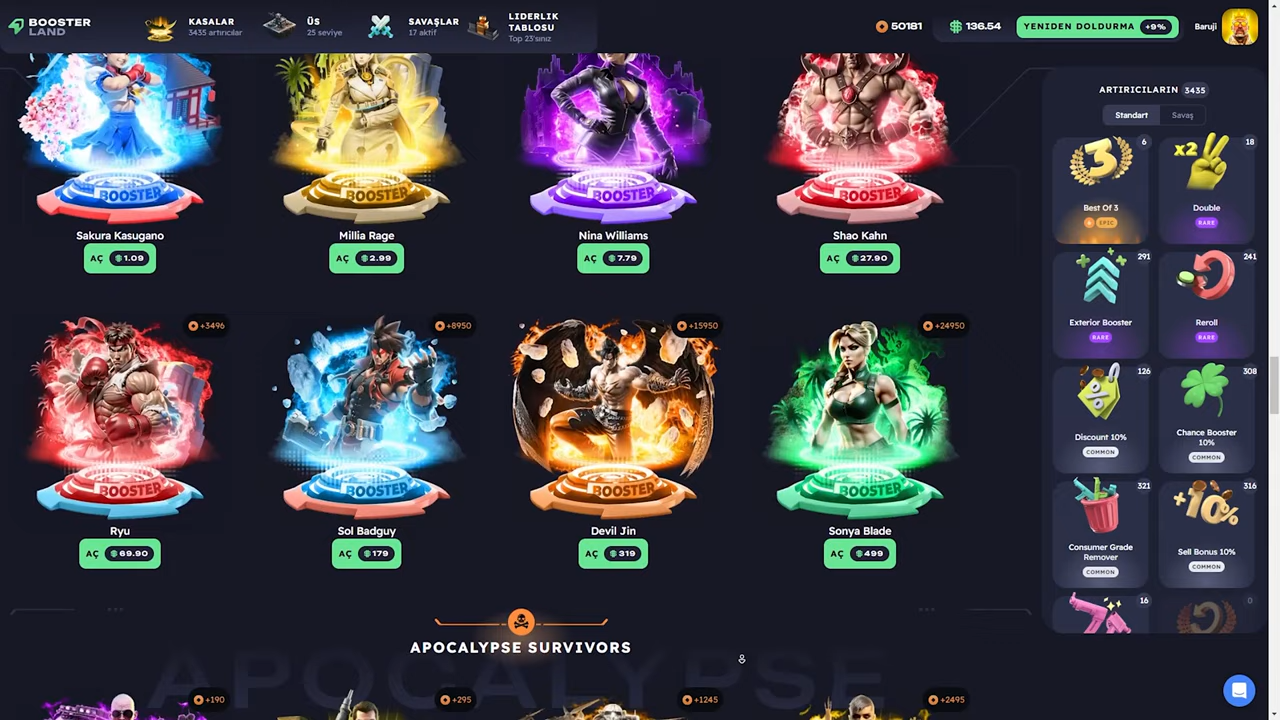 BOOSTER
LAND
KASALAR
3435 artırıcılar
ÜS
25 seviye
SAVAŞLAR
17 aktif
LIDERLIK
TABLOSU
Top 23'sınız
50181
136.54
YENIDEN DOLDURMA +9%
Baruji
BOOSTER
BOOSTER
BOOSTER
BOOSTER
Sakura Kasugano
Millia Rage
Nina Williams
Shao Kahn
AÇ 1.09
AÇ 2.99
AÇ 7.79
AÇ 27.90
+3496
+8950
+15950
+24950
BOOSTER
BOOSTER
BOOSTER
BOOSTER
Ryu
Sol Badguy
Devil Jin
Sonya Blade
AÇ 69.90
AÇ 179
AÇ 319
AÇ 499
APOCALYPSE SURVIVORS
APOCALYPSE
+190
+295
+1245
+2495
ARTIRICILARIN 3435
Standart
Savaş
6
3
Best Of 3
EPIC
18
x2
Double
RARE
291
Exterior Booster
RARE
241
Reroll
RARE
126
%
Discount 10%
COMMON
308
Chance Booster
10%
COMMON
321
Consumer Grade
Remover
COMMON
316
+10%
Sell Bonus 10%
COMMON
16
0